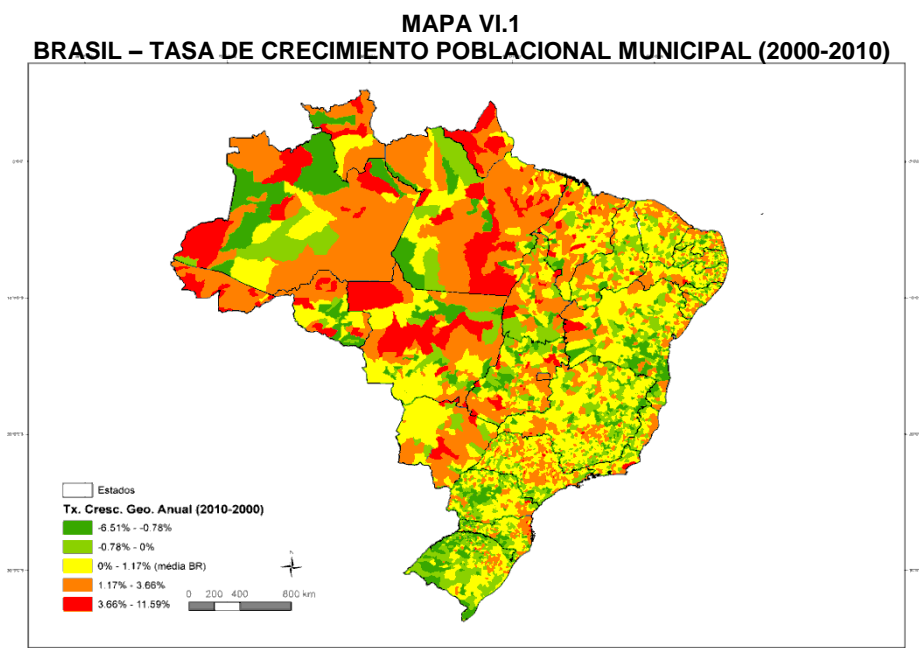 MAPA VI.1
BRASIL – TASA DE CRECIMIENTO POBLACIONAL MUNICIPAL (2000-2010)
Estados
Tx. Cresc. Geo. Anual (2010-2000)
-6.51% - -0.78%
-0.78% - 0%
0% - 1.17% (média BR)
1.17% - 3.66%
3.66% - 11.59%
0 200 400 800 km